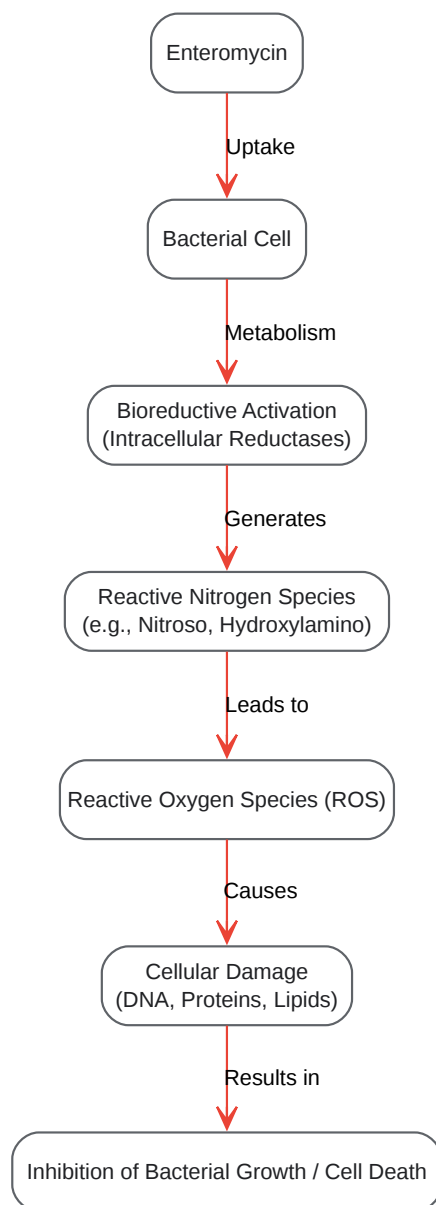 Enteromycin
Uptake
Bacterial Cell
Metabolism
Bioreductive Activation
(Intracellular Reductases)
Generates
Reactive Nitrogen Species
(e.g., Nitroso, Hydroxylamino)
Leads to
Reactive Oxygen Species (ROS)
Causes
Cellular Damage
(DNA, Proteins, Lipids)
Results in
Inhibition of Bacterial Growth / Cell Death